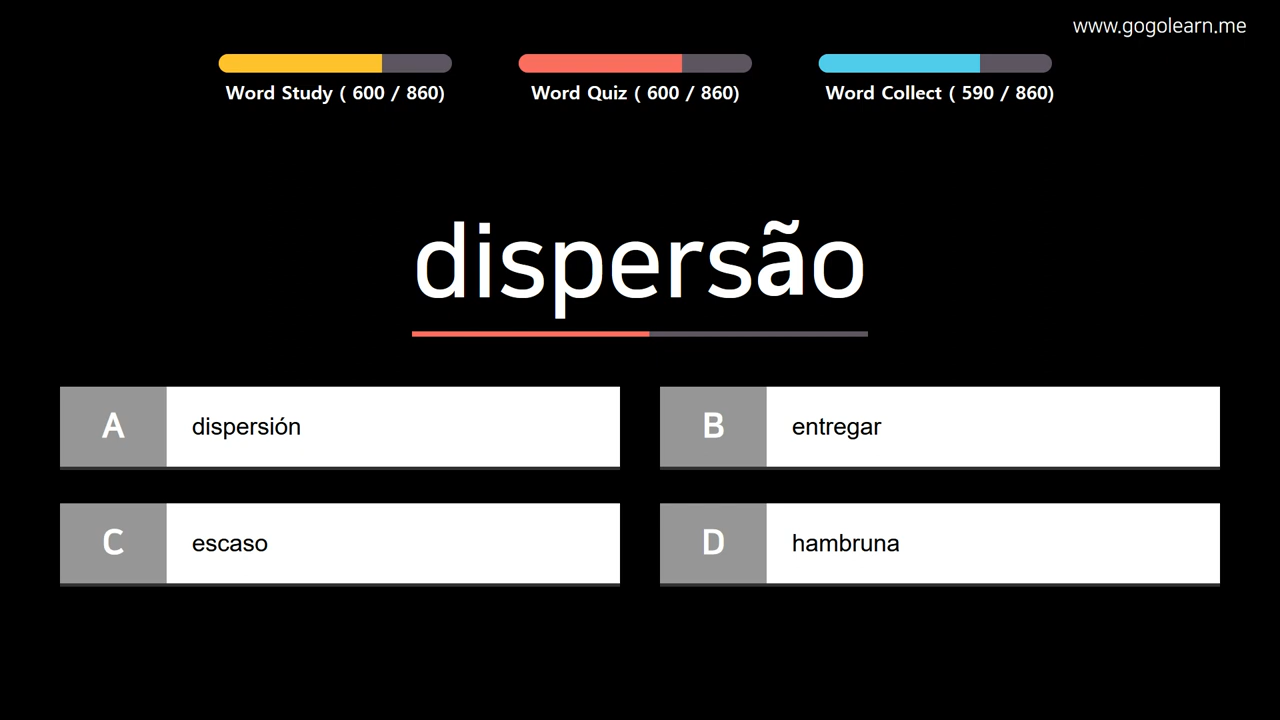 www.gogolearn.me
Word Study ( 600 / 860)
Word Quiz ( 600 / 860)
Word Collect ( 590 / 860)
dispersão
A
dispersión
B
entregar
C
escaso
D
hambruna